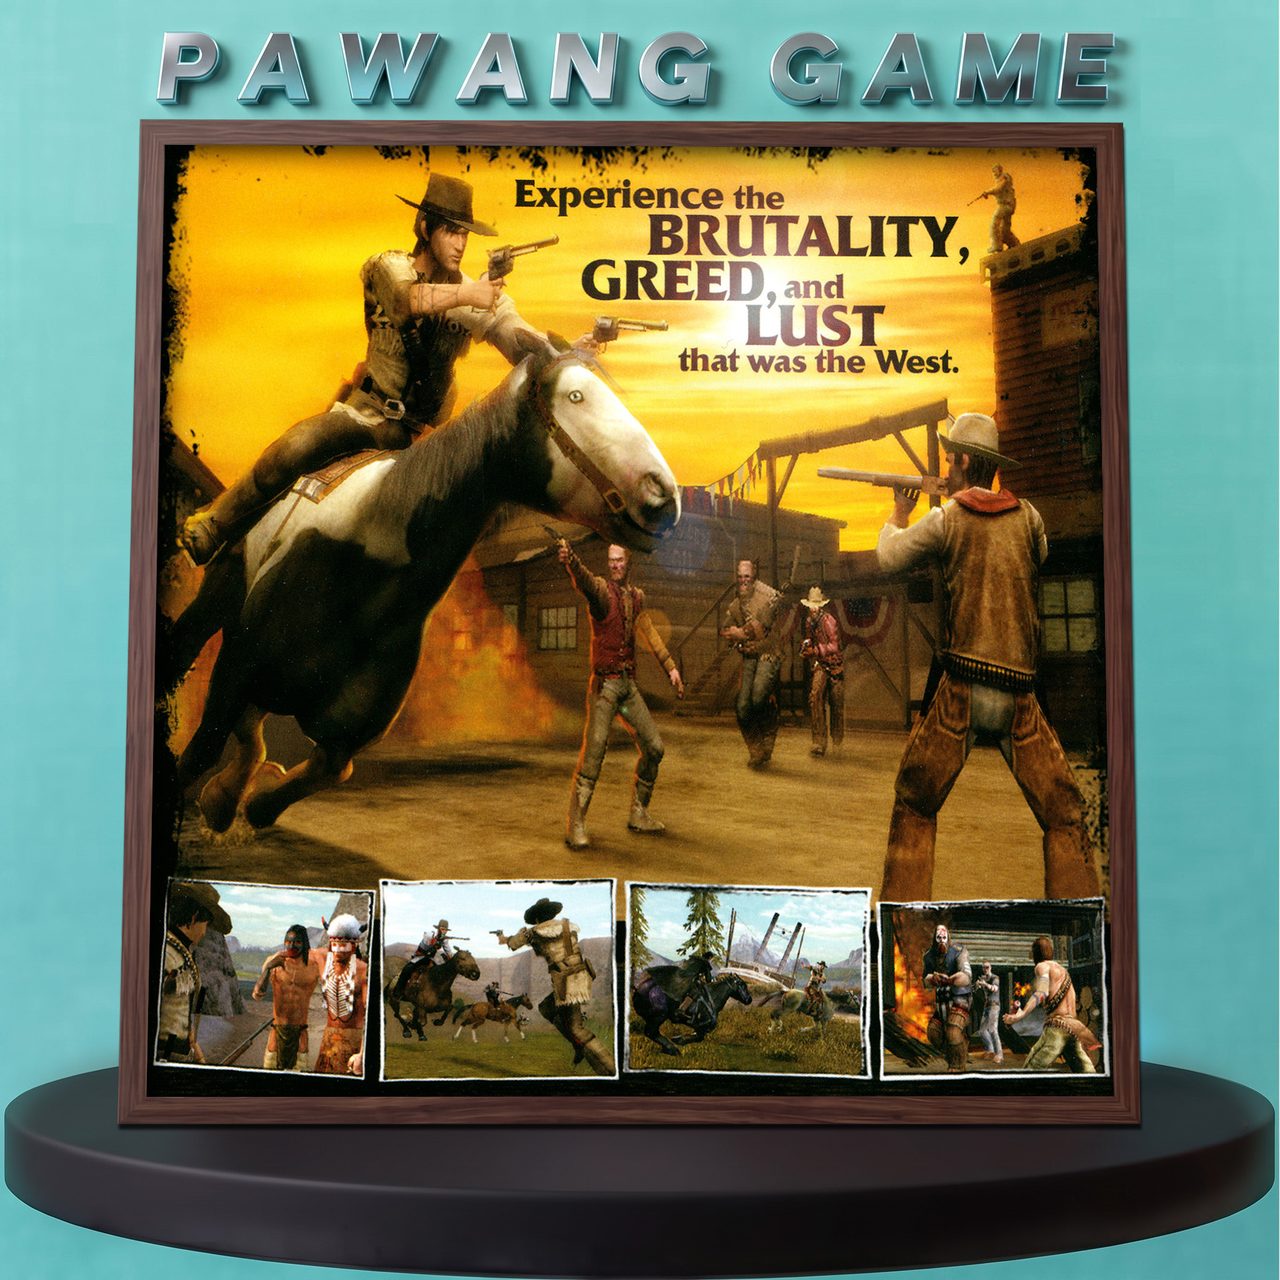 PAWANG GAME
Experience the
BRUTALITY,
GREED, and
LUST
that was the West.